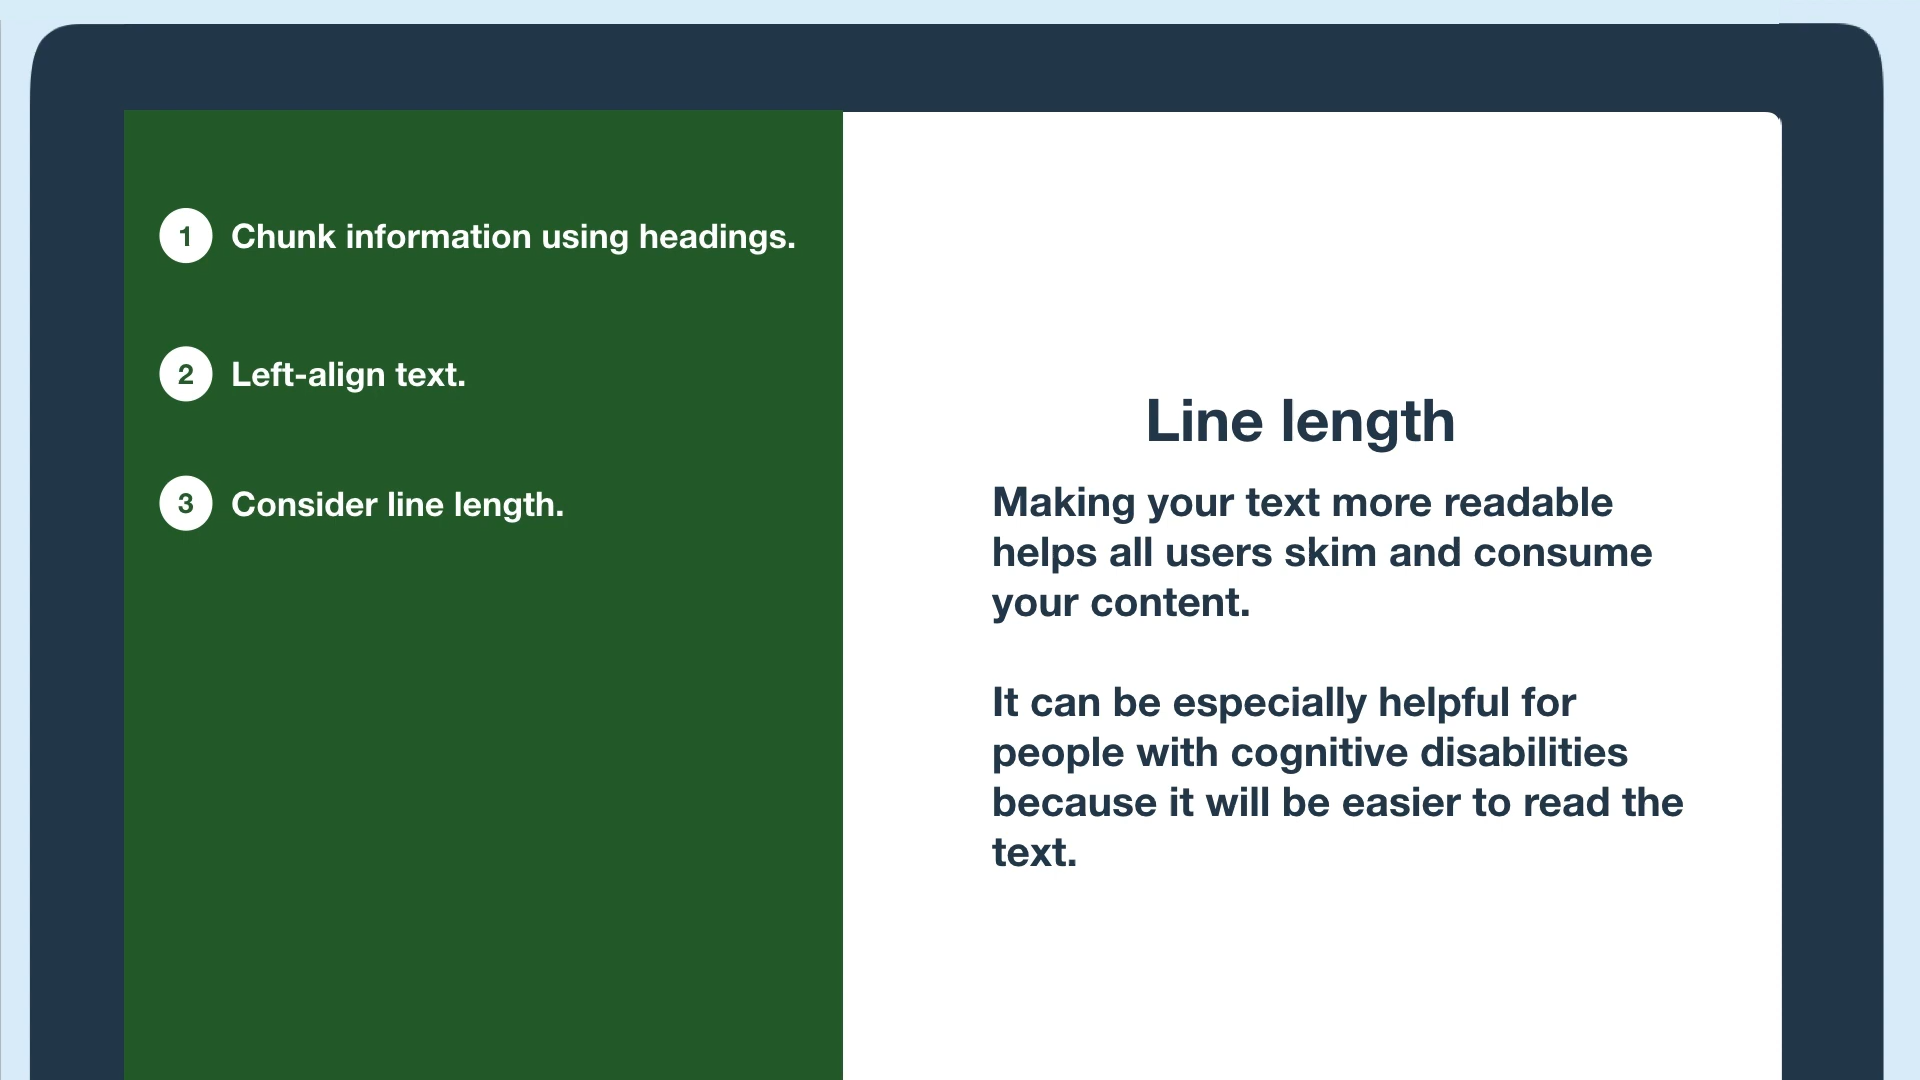 1 Chunk information using headings.
2 Left-align text.
3 Consider line length.
Line length
Making your text more readable
helps all users skim and consume
your content.
It can be especially helpful for
people with cognitive disabilities
because it will be easier to read the
text.